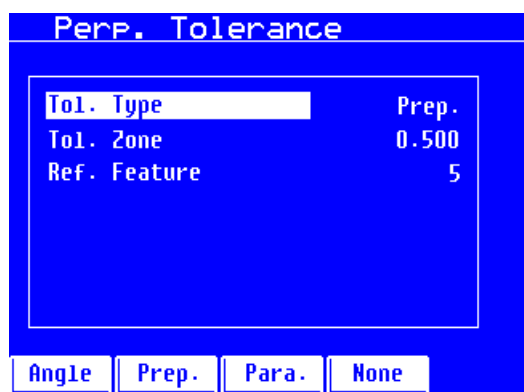 Perp. Tolerance
Tol. Type Prep.
Tol. Zone 0.500
Ref. Feature 5
Angle Prep. Para. None